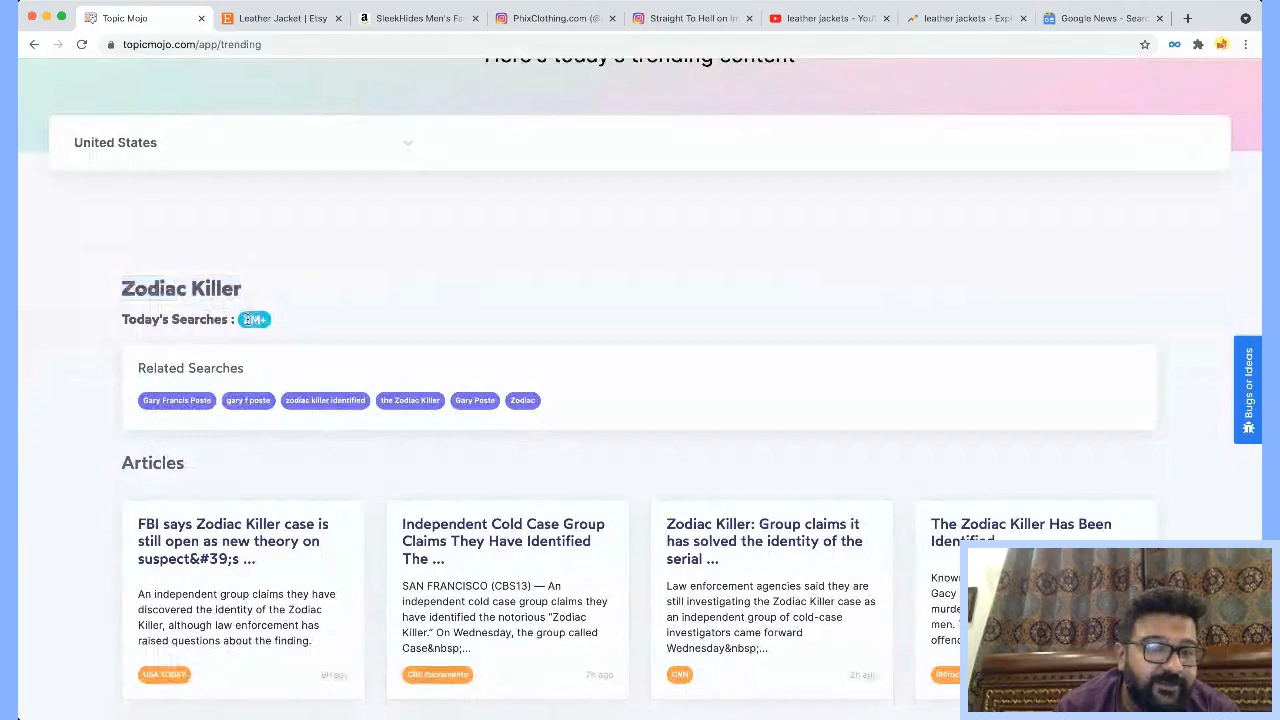 Topic Mojo
Leather Jacket | Etsy
SleekHides Men's Fa
PhixClothing.com (@
Straight To Hell on In
leather jackets - You
leather jackets - Expl
Google News - Searc
topicmojo.com/app/trending
Here's today's trending content
United States
Zodiac Killer
Today's Searches : M+
Related Searches
Gary Francis Poste gary f poste zodiac killer identified the Zodiac Killer Gary Poste Zodiac
Bugs or Ideas
Articles
FBI says Zodiac Killer case is
still open as new theory on
suspect&#39;s ...
An independent group claims they have
discovered the identity of the Zodiac
Killer, although law enforcement has
raised questions about the finding.
USA TODAY
Independent Cold Case Group
Claims They Have Identified
The ...
SAN FRANCISCO (CBS13) — An
independent cold case group claims they
have identified the notorious "Zodiac
Killer." On Wednesday, the group called
Case&nbsp;...
CBS Sacramento 7h ago
Zodiac Killer: Group claims it
has solved the identity of the
serial ...
Law enforcement agencies said they are
still investigating the Zodiac Killer case as
an independent group of cold-case
investigators came forward
Wednesday&nbsp;...
CNN 2h ago
The Zodiac Killer Has Been
Identified
Known
Gacy
murde
men. T
offend